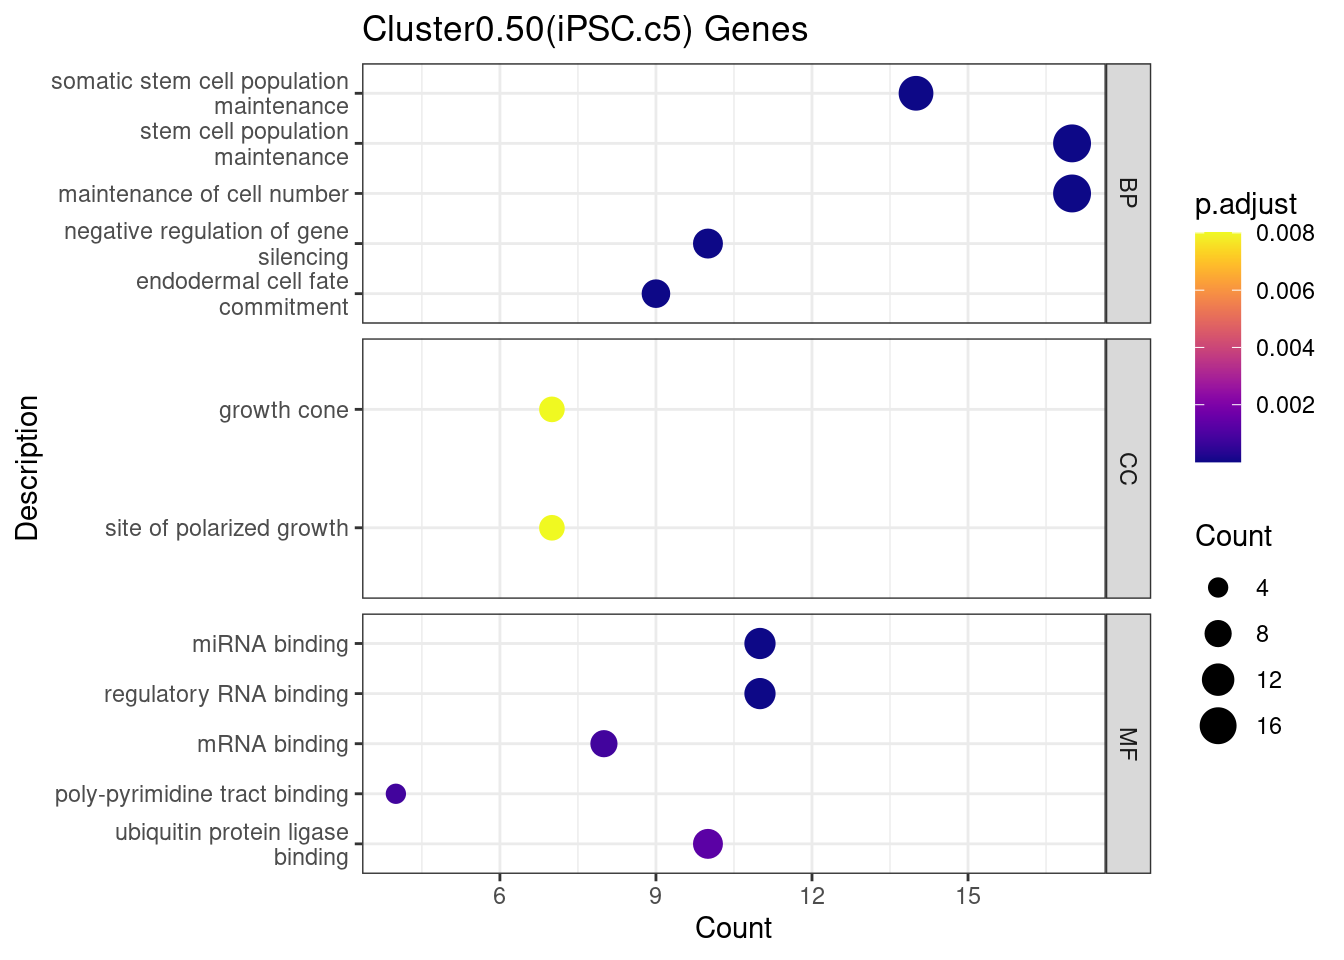 Cluster0.50(iPSC.c5) Genes
somatic stem cell population
maintenance
stem cell population
maintenance
maintenance of cell number
negative regulation of gene
silencing
endodermal cell fate
commitment
BP
growth cone
site of polarized growth
CC
miRNA binding
regulatory RNA binding
mRNA binding
poly-pyrimidine tract binding
ubiquitin protein ligase
binding
MF
Description
6 9 12 15
Count
p.adjust
0.008
0.006
0.004
0.002
Count
4
8
12
16